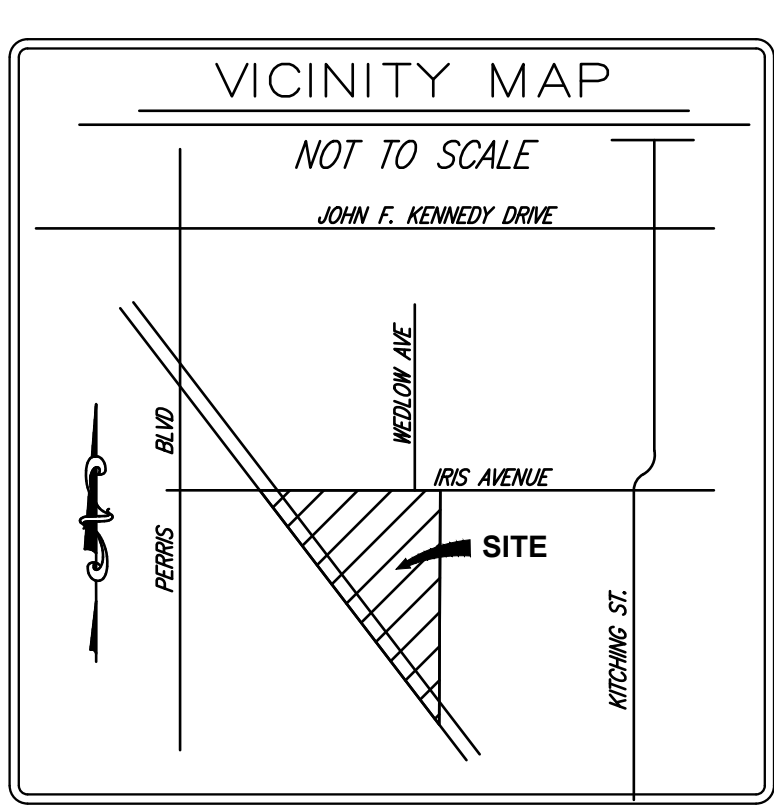 VICINITY MAP
NOT TO SCALE
JOHN F. KENNEDY DRIVE
WEDLOW AVE
PERRIS BLVD
IRIS AVENUE
SITE
KITCHING ST.